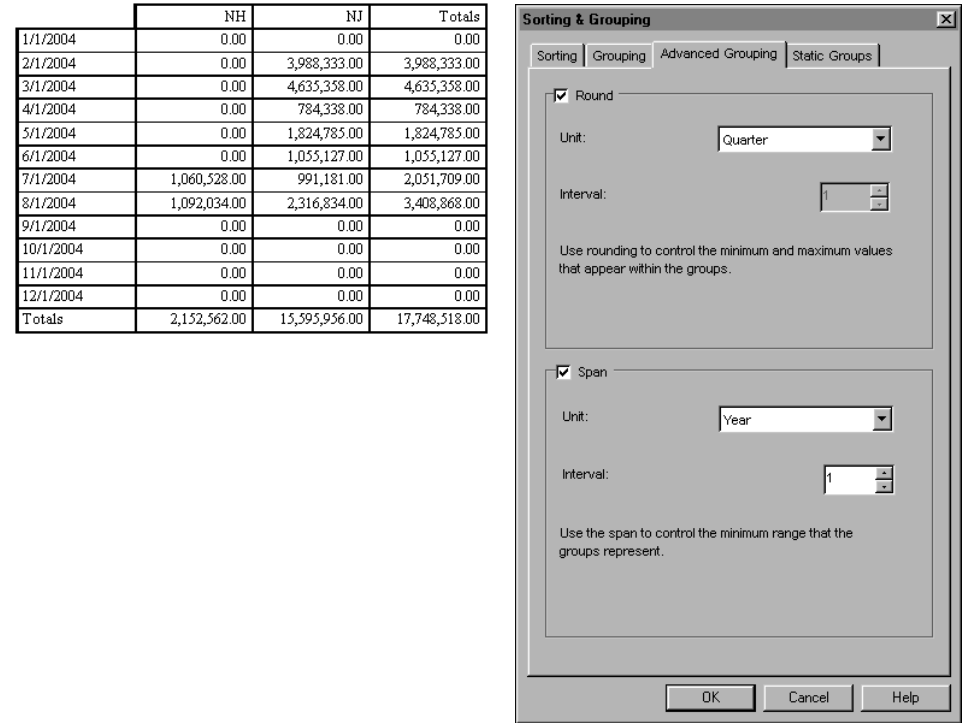 NH NJ Totals
1/1/2004 0.00 0.00 0.00
2/1/2004 0.00 3,988,333.00 3,988,333.00
3/1/2004 0.00 4,635,358.00 4,635,358.00
4/1/2004 0.00 784,338.00 784,338.00
5/1/2004 0.00 1,824,785.00 1,824,785.00
6/1/2004 0.00 1,055,127.00 1,055,127.00
7/1/2004 1,060,528.00 991,181.00 2,051,709.00
8/1/2004 1,092,034.00 2,316,834.00 3,408,868.00
9/1/2004 0.00 0.00 0.00
10/1/2004 0.00 0.00 0.00
11/1/2004 0.00 0.00 0.00
12/1/2004 0.00 0.00 0.00
Totals 2,152,562.00 15,595,956.00 17,748,518.00
Sorting & Grouping
Sorting Grouping Advanced Grouping Static Groups
Round
Unit: Quarter
Interval: 1
Use rounding to control the minimum and maximum values
that appear within the groups.
Span
Unit: Year
Interval: 1
Use the span to control the minimum range that the
groups represent.
OK Cancel Help